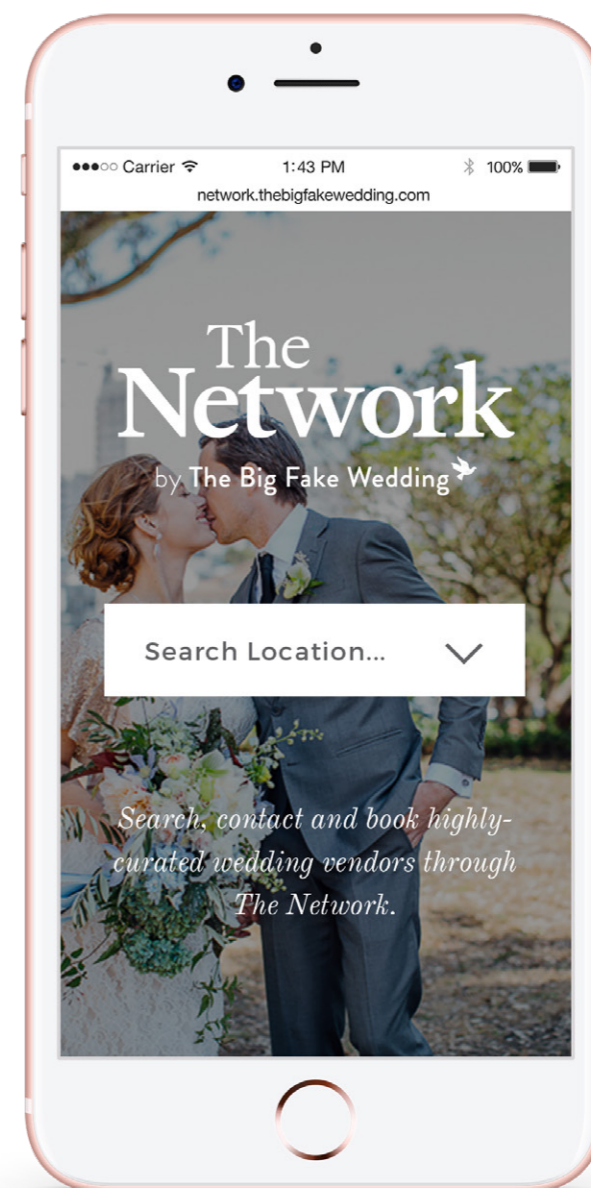 ●●●○○ Carrier 1:43 PM 100%
network.thebigfakewedding.com
The
Network
by The Big Fake Wedding
Search Location...
Search, contact and book highly-
curated wedding vendors through
The Network.